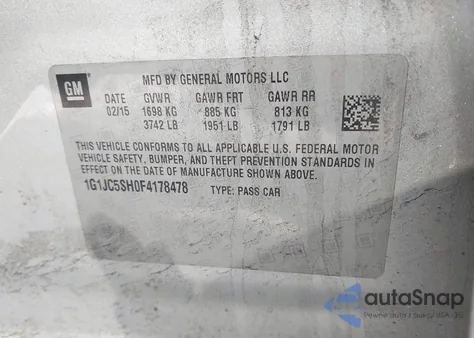 GM
MFD BY GENERAL MOTORS LLC
DATE GVWR GAWR FRT GAWR RR
02/15 1698 KG 885 KG 813 KG
3742 LB 1951 LB 1791 LB
THIS VEHICLE CONFORMS TO ALL APPLICABLE U.S. FEDERAL MOTOR
VEHICLE SAFETY, BUMPER, AND THEFT PREVENTION STANDARDS IN
EFFECT ON THE DATE OF MANUFACTURE SHOWN ABOVE.
1G1JC5SH0F4178478 TYPE: PASS CAR
autoSnap